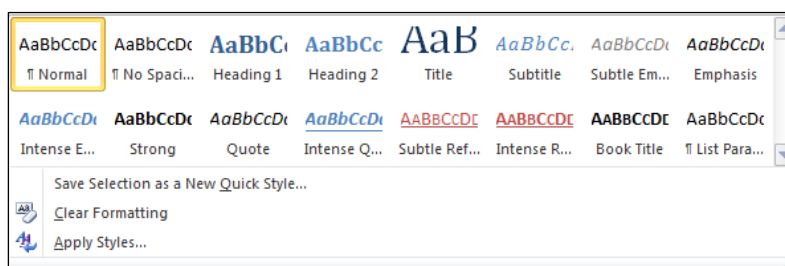 AaBbCcDc AaBbCcDc AaBbC AaBbCc AaB AaBbCc. AaBbCcDc AaBbCcDc
¶ Normal ¶ No Spaci... Heading 1 Heading 2 Title Subtitle Subtle Em... Emphasis
AaBbCcDc AaBbCcDc AaBbCcDc AaBbCcDc AABBCCDD AABBCCDD AABBCCDD AaBbCcDc
Intense E... Strong Quote Intense Q... Subtle Ref... Intense R... Book Title ¶ List Para...
Save Selection as a New Quick Style...
Clear Formatting
Apply Styles...